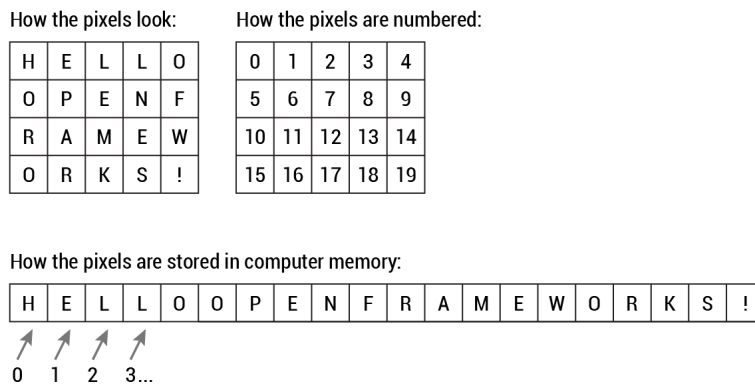 How the pixels look: How the pixels are numbered:
H E L L O 0 1 2 3 4
O P E N F 5 6 7 8 9
R A M E W 10 11 12 13 14
O R K S ! 15 16 17 18 19
How the pixels are stored in computer memory:
H E L L O O P E N F R A M E W O R K S !
0 1 2 3...